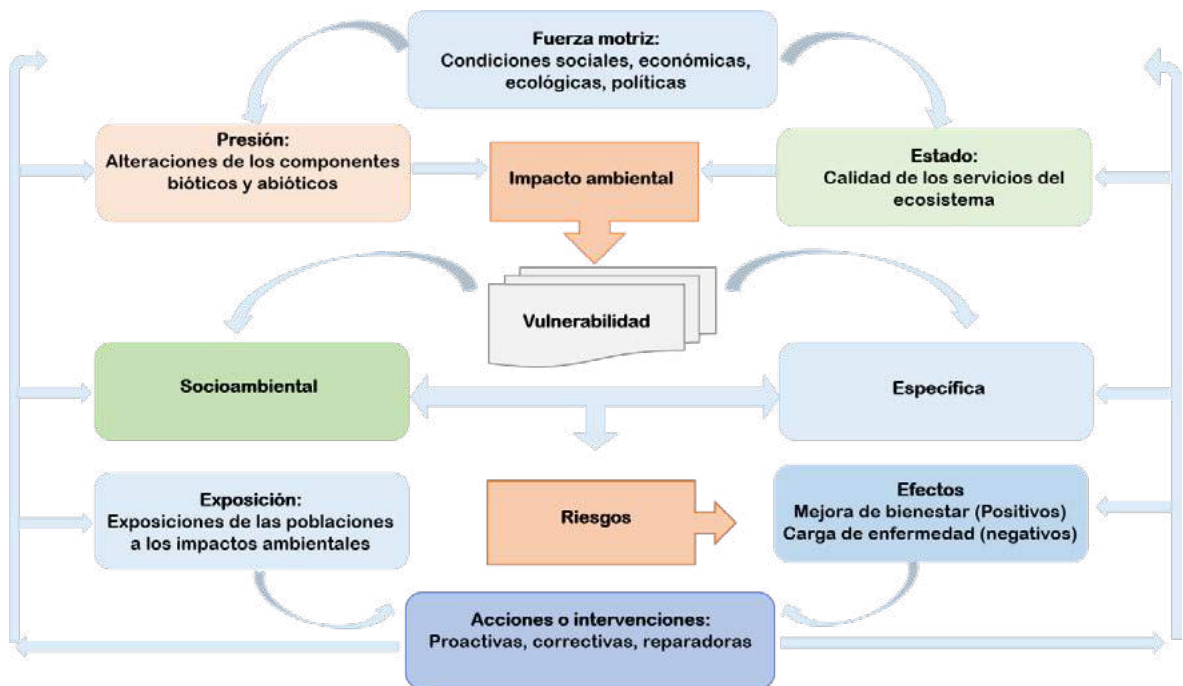 Fuerza motriz:
Condiciones sociales, económicas,
ecológicas, políticas
Presión:
Alteraciones de los componentes
bióticos y abióticos
Impacto ambiental
Estado:
Calidad de los servicios del
ecosistema
Vulnerabilidad
Socioambiental
Específica
Exposición:
Exposiciones de las poblaciones
a los impactos ambientales
Riesgos
Efectos
Mejora de bienestar (Positivos)
Carga de enfermedad (negativos)
Acciones o intervenciones:
Proactivas, correctivas, reparadoras